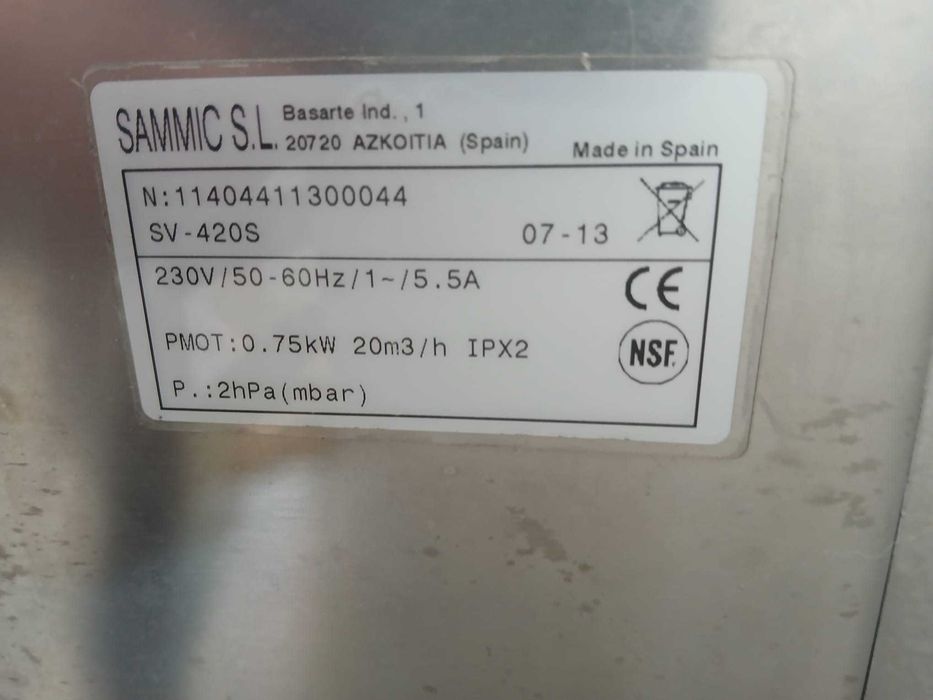 SAMMIC S.L. Basarte Ind., 1
20720 AZKOITIA (Spain)
Made in Spain
N:11404411300044
SV-420S 07-13
230V/50-60Hz/1~/5.5A
CE
PMOT:0.75kW 20m3/h IPX2
NSF.
P.:2hPa(mbar)